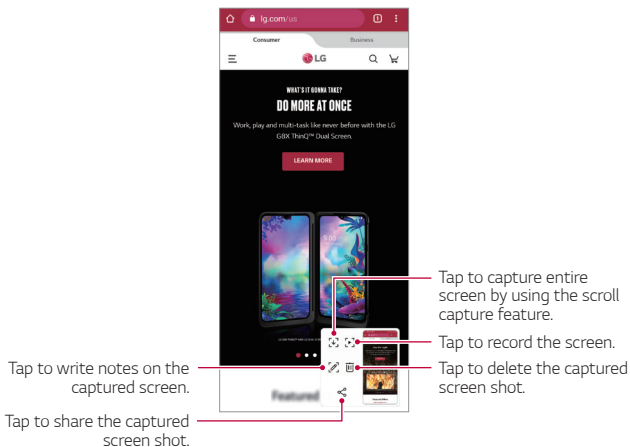 lg.com/us
1
Consumer
Business
LG
WHAT'S IT GONNA TAKE?
DO MORE AT ONCE
Work, play and multi-task like never before with the LG
G8X ThinQ™ Dual Screen.
LEARN MORE
Featured
Tap to capture entire
screen by using the scroll
capture feature.
Tap to record the screen.
Tap to delete the captured
screen shot.
Tap to write notes on the
captured screen.
Tap to share the captured
screen shot.